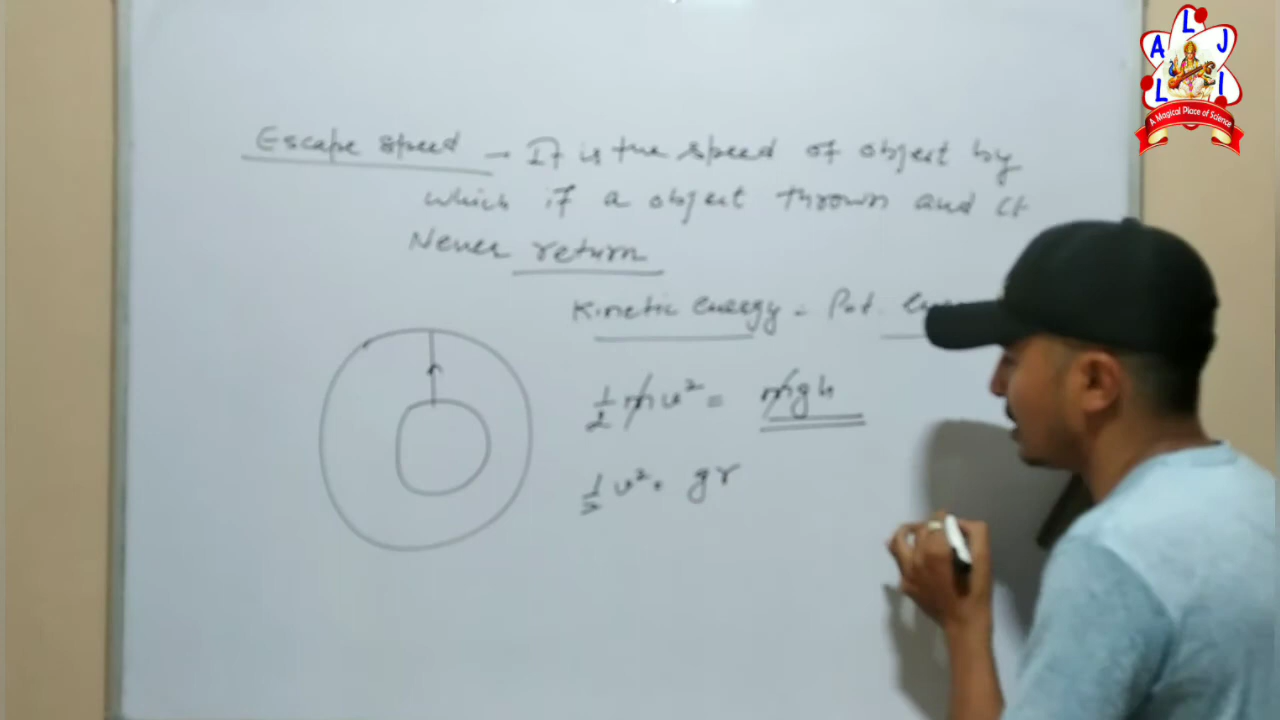 A L J
L I
A Magical Place of Science
Escape speed - It is the speed of object by
which if a object thrown and it
Never return
Kinetic energy = Pot.
1/2 mv² = mgh
1/2 v² = gr